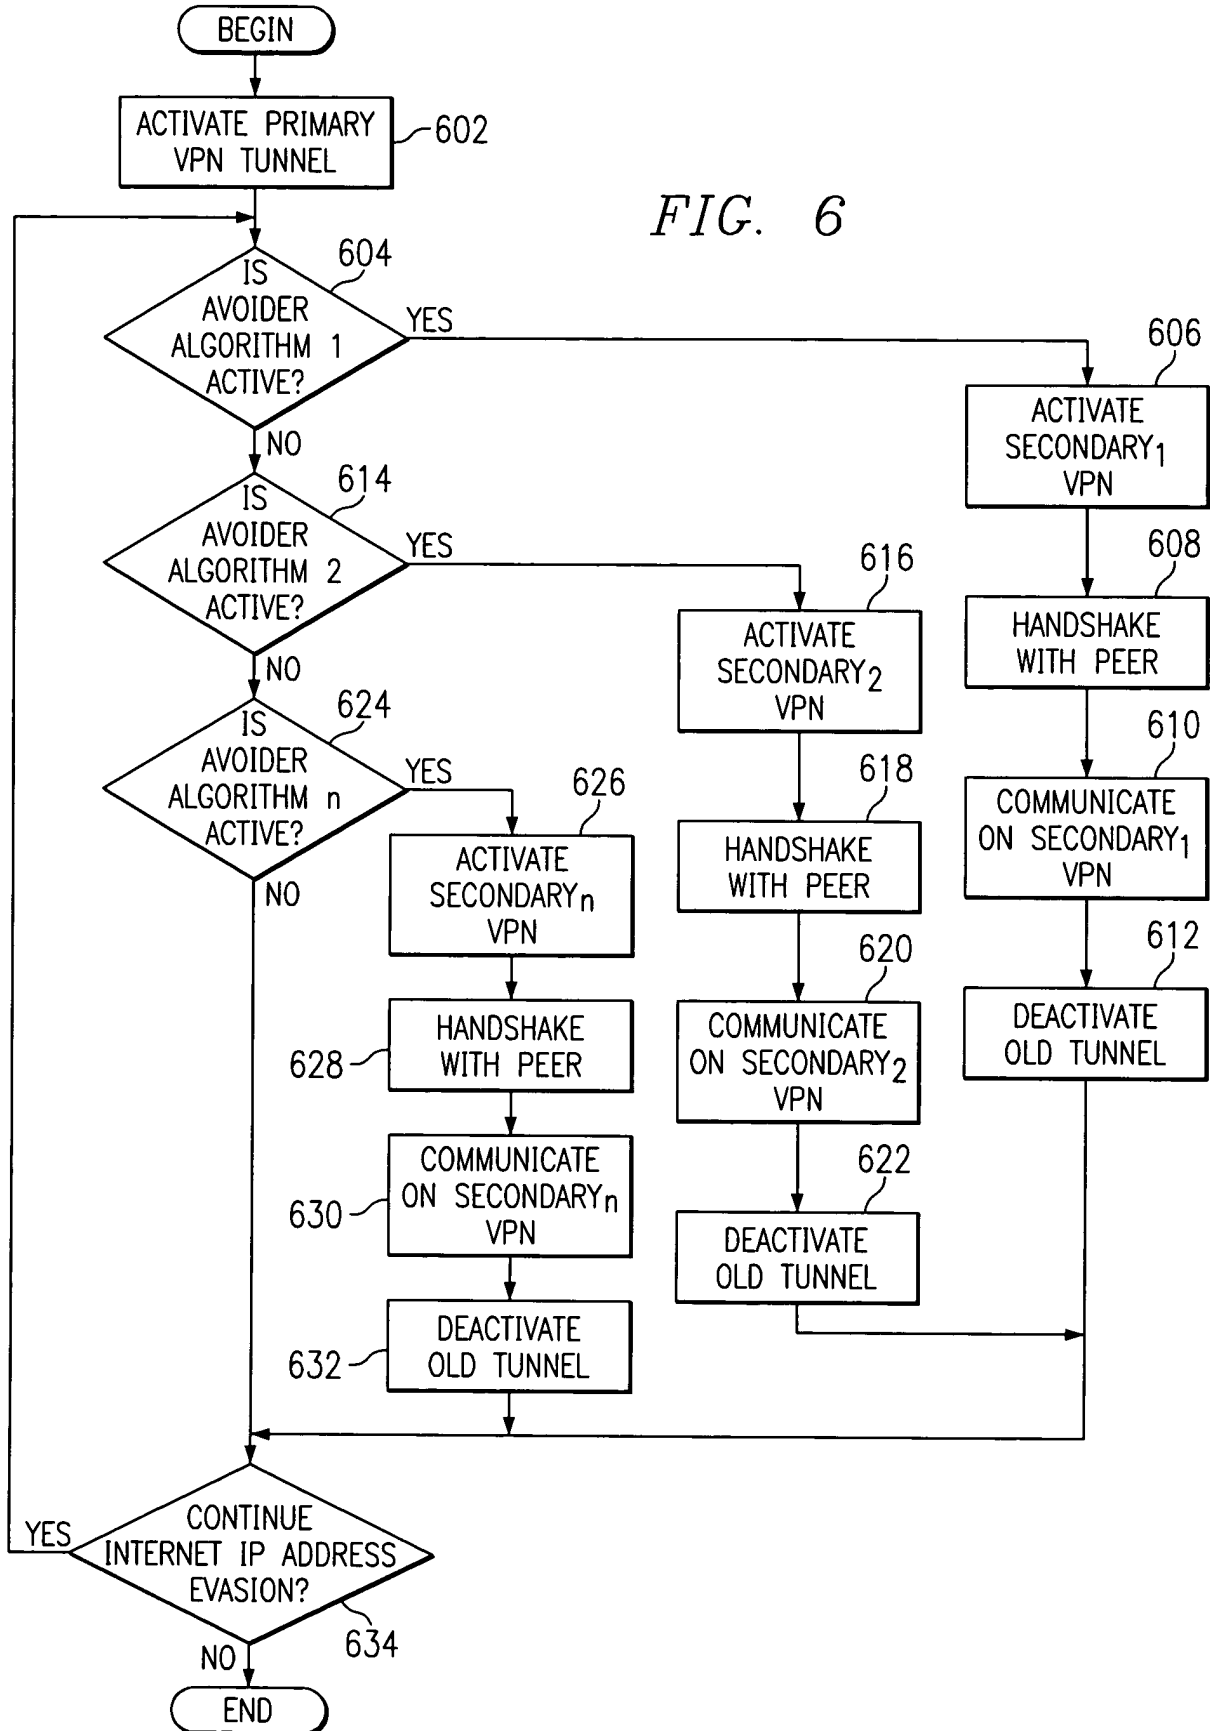 BEGIN
ACTIVATE PRIMARY
VPN TUNNEL
602
FIG. 6
604
IS
AVOIDER
ALGORITHM 1
ACTIVE?
YES
NO
606
ACTIVATE
SECONDARY1
VPN
608
HANDSHAKE
WITH PEER
610
COMMUNICATE
ON SECONDARY1
VPN
612
DEACTIVATE
OLD TUNNEL
614
IS
AVOIDER
ALGORITHM 2
ACTIVE?
YES
NO
616
ACTIVATE
SECONDARY2
VPN
618
HANDSHAKE
WITH PEER
620
COMMUNICATE
ON SECONDARY2
VPN
622
DEACTIVATE
OLD TUNNEL
624
IS
AVOIDER
ALGORITHM n
ACTIVE?
YES
NO
626
ACTIVATE
SECONDARYn
VPN
628
HANDSHAKE
WITH PEER
630
COMMUNICATE
ON SECONDARYn
VPN
632
DEACTIVATE
OLD TUNNEL
YES
CONTINUE
INTERNET IP ADDRESS
EVASION?
634
NO
END